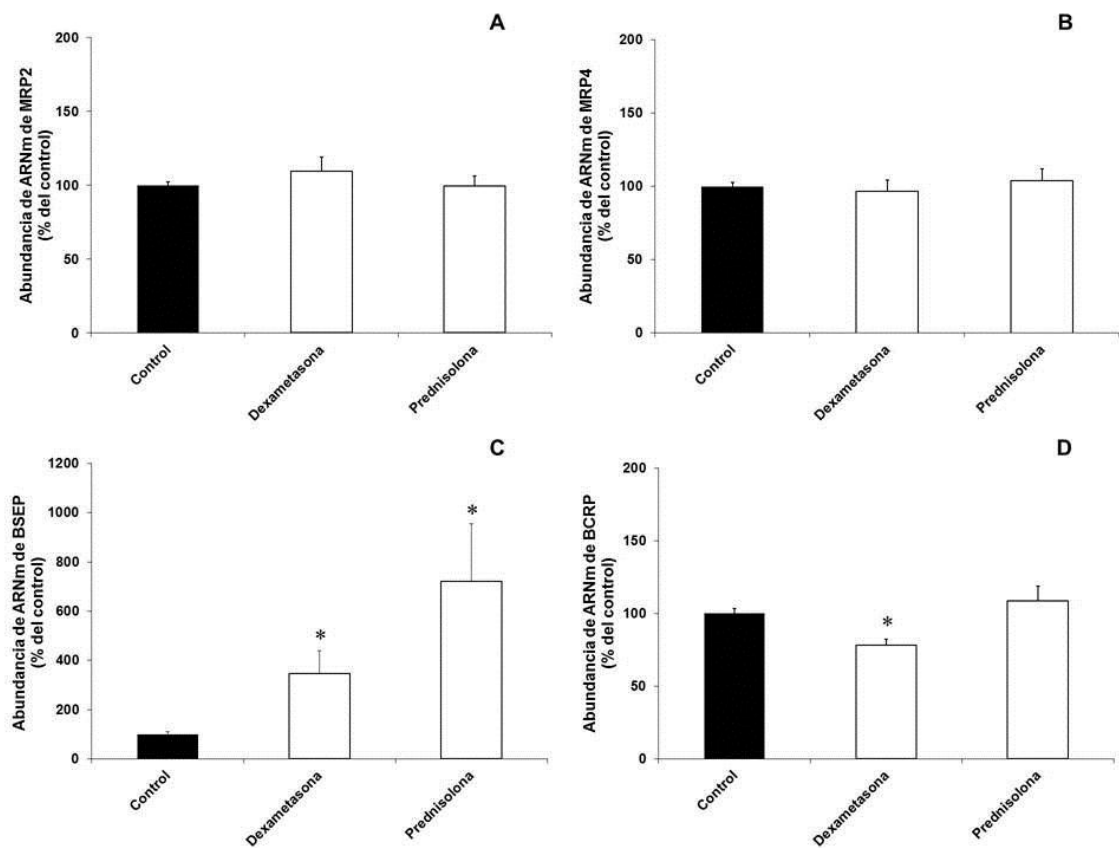 A
Abundancia de ARNm de MRP2
(% del control)
200
150
100
50
0
Control
Dexametasona
Prednisolona
B
Abundancia de ARNm de MRP4
(% del control)
200
150
100
50
0
Control
Dexametasona
Prednisolona
C
Abundancia de ARNm de BSEP
(% del control)
1200
1000
800
600
400
200
0
*
*
Control
Dexametasona
Prednisolona
D
Abundancia de ARNm de BCRP
(% del control)
200
150
100
50
0
*
Control
Dexametasona
Prednisolona